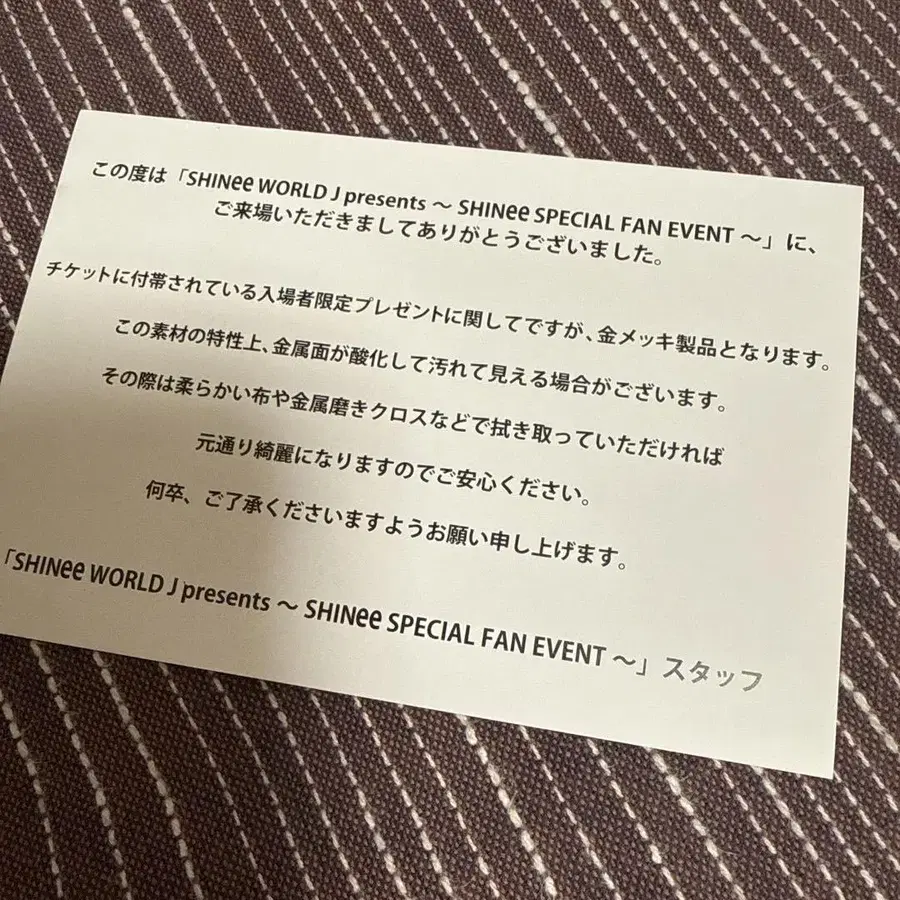 この度は「SHINee WORLD J presents ～ SHINee SPECIAL FAN EVENT ～」に、
ご来場いただきましてありがとうございました。
チケットに付帯されている入場者限定プレゼントに関してですが、金メッキ製品となります。
この素材の特性上、金属面が酸化して汚れて見える場合がございます。
その際は柔らかい布や金属磨きクロスなどで拭き取っていただければ
元通り綺麗になりますのでご安心ください。
何卒、ご了承くださいますようお願い申し上げます。
「SHINee WORLD J presents ～ SHINee SPECIAL FAN EVENT ～」スタッフ